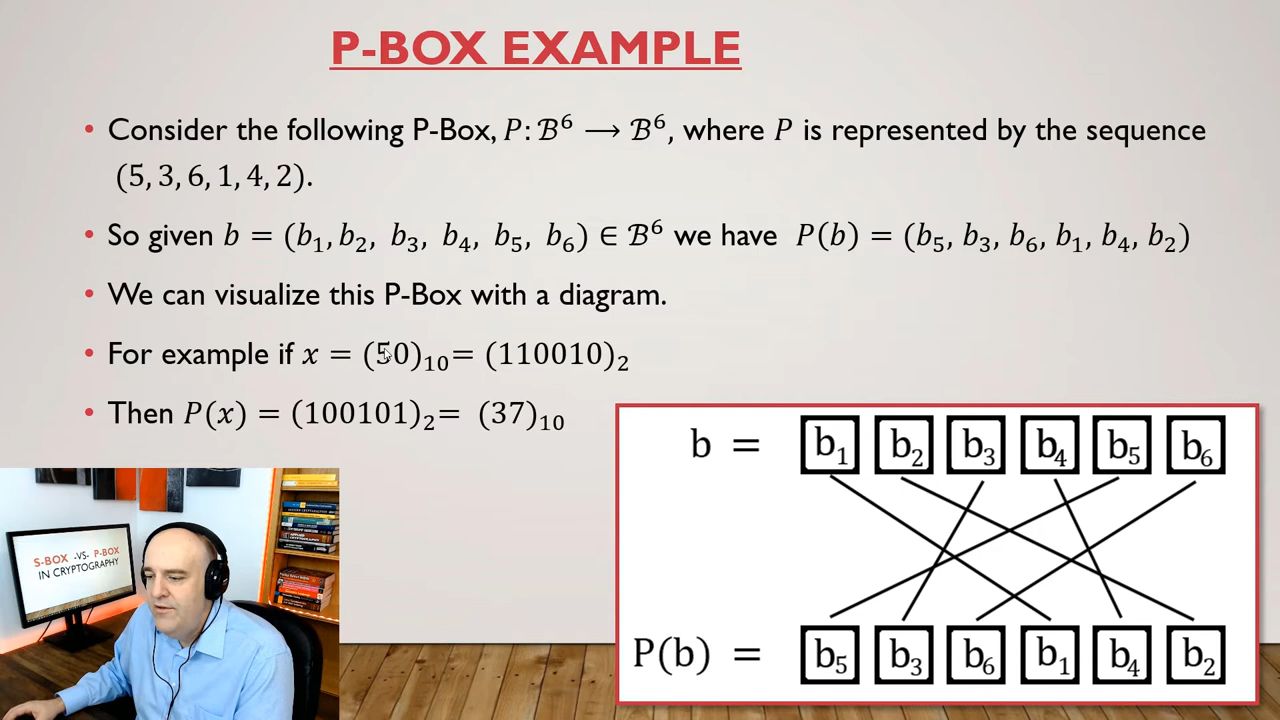 P-BOX EXAMPLE
• Consider the following P-Box, 𝑃: ℬ⁶ ⟶ ℬ⁶, where 𝑃 is represented by the sequence
(5, 3, 6, 1, 4, 2).
• So given 𝑏 = (𝑏₁, 𝑏₂, 𝑏₃, 𝑏₄, 𝑏₅, 𝑏₆) ∈ ℬ⁶ we have 𝑃(𝑏) = (𝑏₅, 𝑏₃, 𝑏₆, 𝑏₁, 𝑏₄, 𝑏₂)
• We can visualize this P-Box with a diagram.
• For example if 𝑥 = (50)₁₀= (110010)₂
• Then 𝑃(𝑥) = (100101)₂= (37)₁₀
b = b₁ b₂ b₃ b₄ b₅ b₆
P(b) = b₅ b₃ b₆ b₁ b₄ b₂
S-BOX -VS- P-BOX
IN CRYPTOGRAPHY